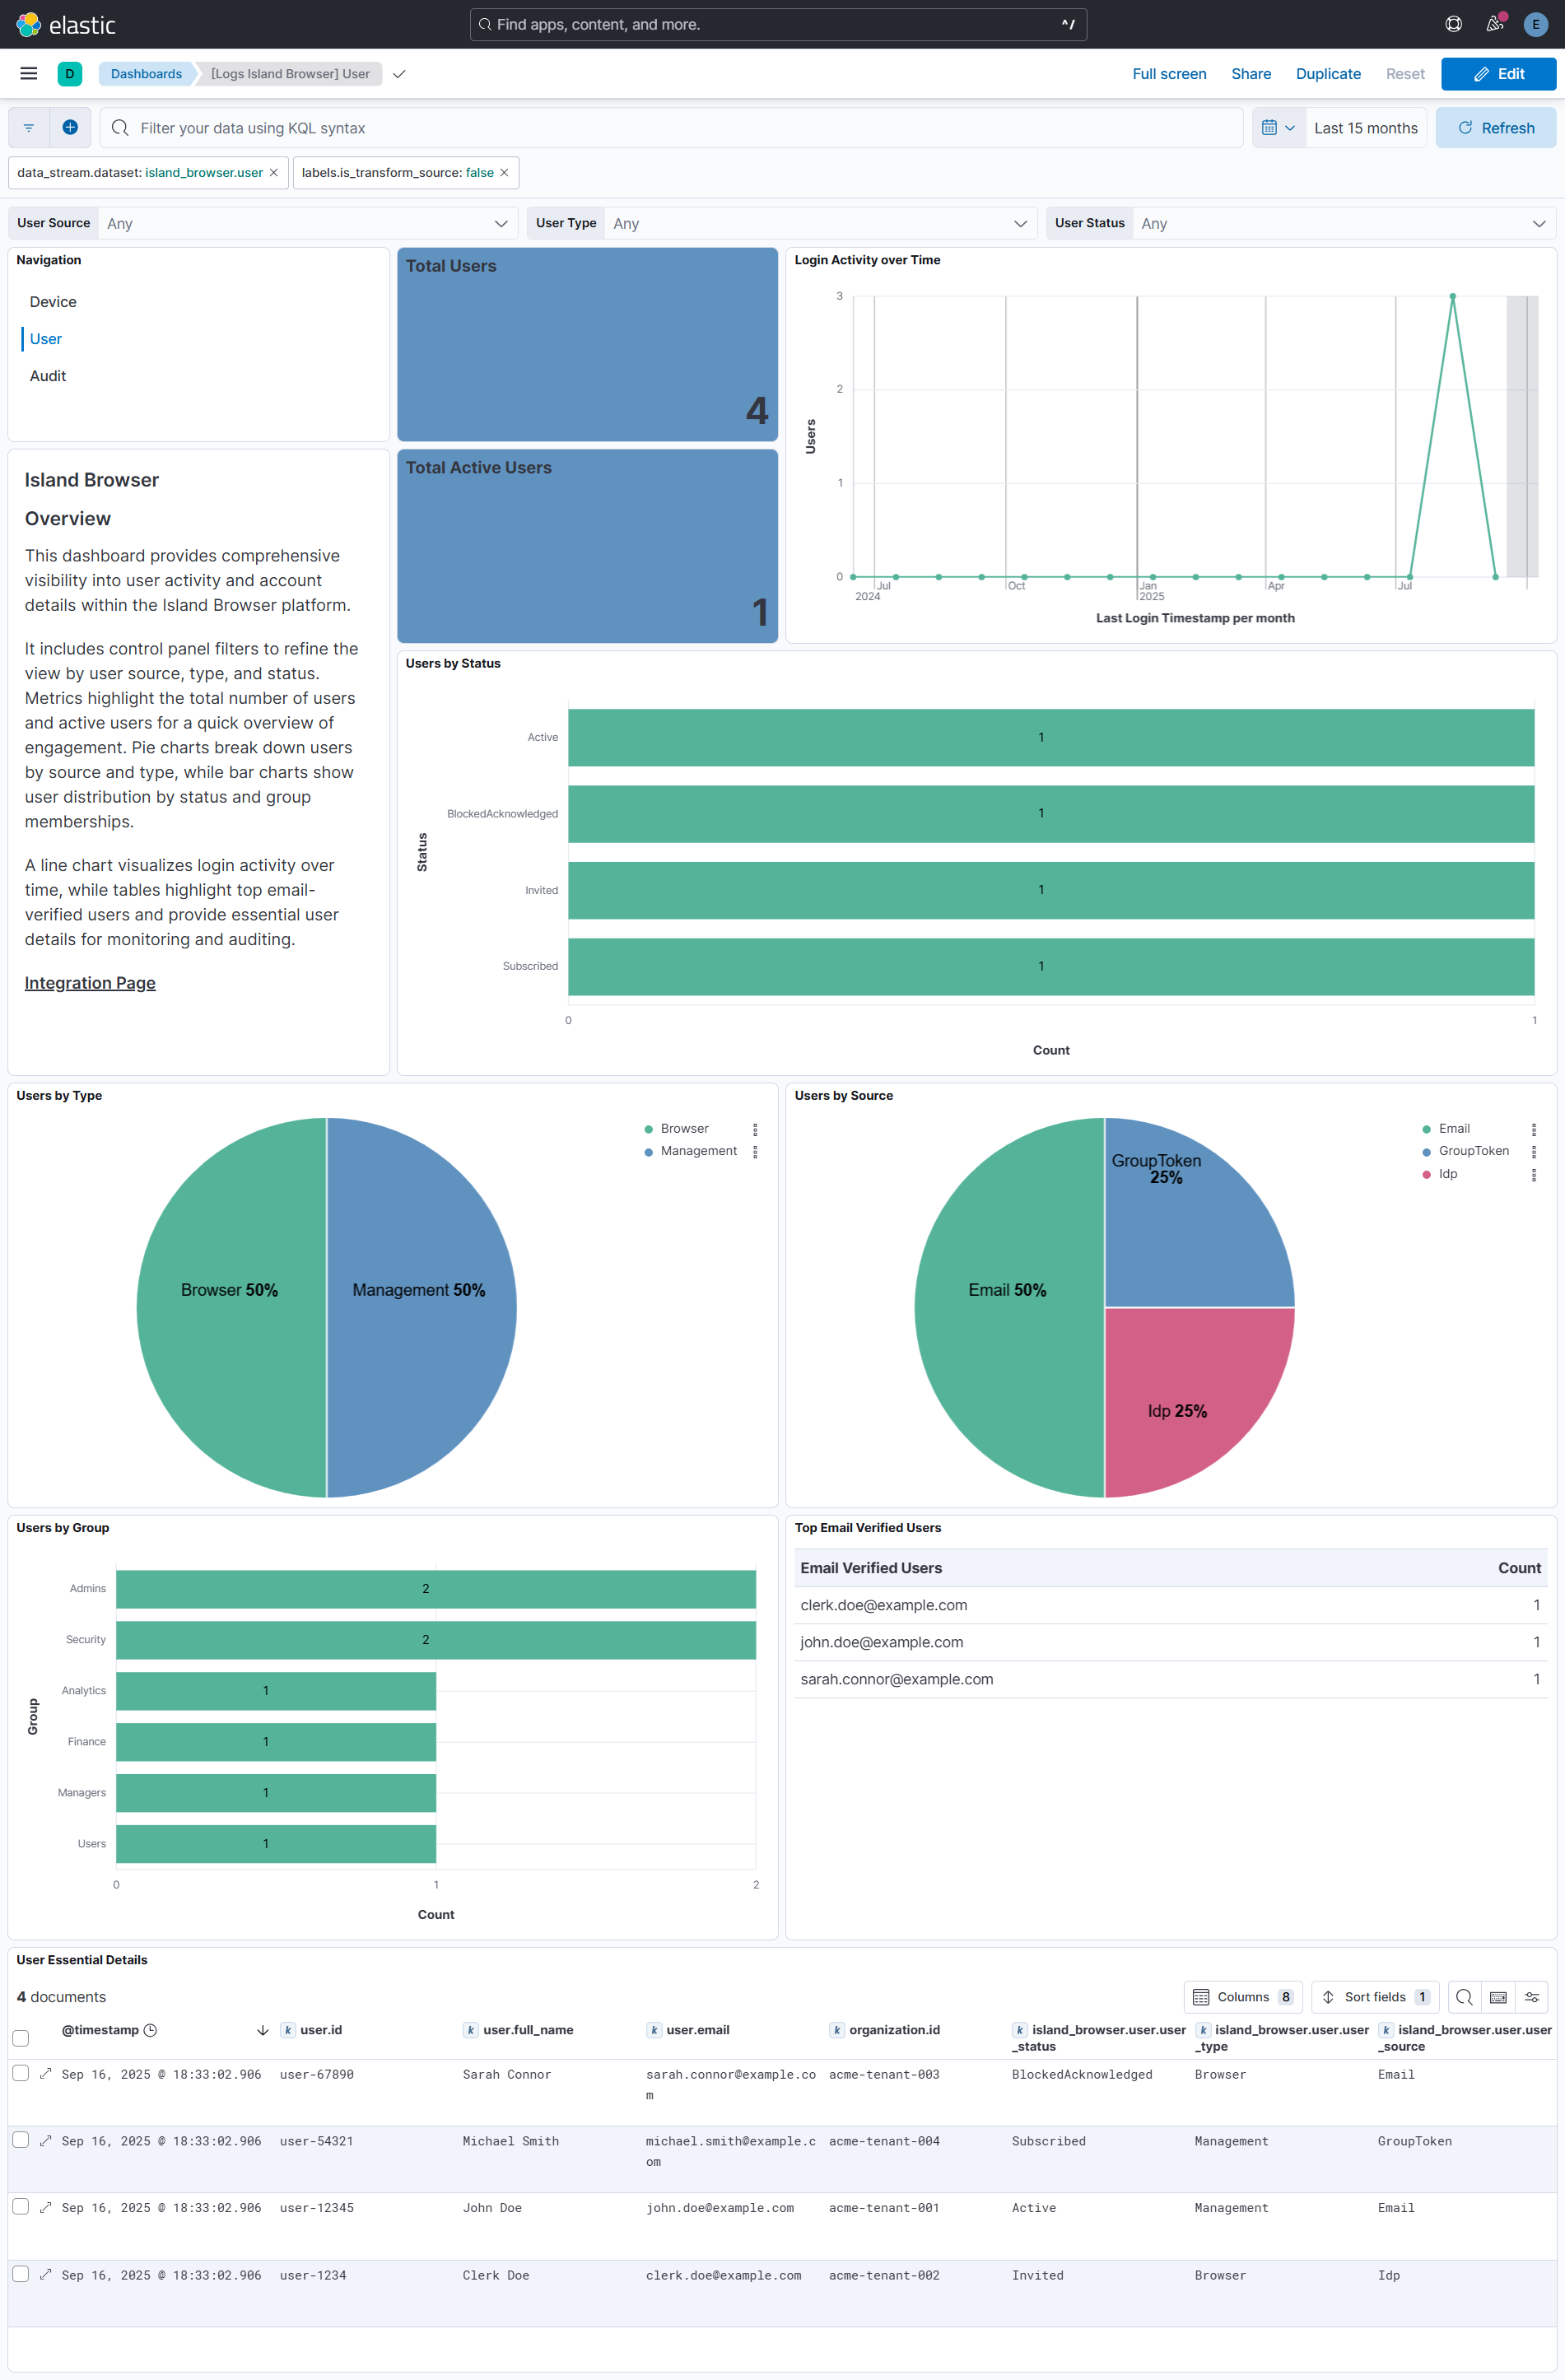 elastic
Find apps, content, and more.
^/
E
D
Dashboards
[Logs Island Browser] User
Full screen
Share
Duplicate
Reset
Edit
Filter your data using KQL syntax
Last 15 months
Refresh
data_stream.dataset: island_browser.user
labels.is_transform_source: false
User Source Any
User Type Any
User Status Any
Navigation
Device
User
Audit
Total Users
4
Login Activity over Time
3
2
1
0
Users
Jul
2024
Oct
Jan
2025
Apr
Jul
Last Login Timestamp per month
Island Browser
Overview
This dashboard provides comprehensive
visibility into user activity and account
details within the Island Browser platform.
It includes control panel filters to refine the
view by user source, type, and status.
Metrics highlight the total number of users
and active users for a quick overview of
engagement. Pie charts break down users
by source and type, while bar charts show
user distribution by status and group
memberships.
A line chart visualizes login activity over
time, while tables highlight top email-
verified users and provide essential user
details for monitoring and auditing.
Integration Page
Total Active Users
1
Users by Status
Status
Active
1
BlockedAcknowledged
1
Invited
1
Subscribed
1
0
1
Count
Users by Type
Browser 50%
Management 50%
Browser
Management
Users by Source
Email 50%
GroupToken
25%
Idp 25%
Email
GroupToken
Idp
Users by Group
Group
Admins
2
Security
2
Analytics
1
Finance
1
Managers
1
Users
1
0
1
2
Count
Top Email Verified Users
Email Verified Users Count
clerk.doe@example.com 1
john.doe@example.com 1
sarah.connor@example.com 1
User Essential Details
4 documents
Columns 8
Sort fields 1
@timestamp
k user.id
k user.full_name
k user.email
k organization.id
k island_browser.user.user
_status
k island_browser.user.user
_type
k island_browser.user.user
_source
Sep 16, 2025 @ 18:33:02.906 user-67890 Sarah Connor sarah.connor@example.co acme-tenant-003 BlockedAcknowledged Browser Email
m
Sep 16, 2025 @ 18:33:02.906 user-54321 Michael Smith michael.smith@example.c acme-tenant-004 Subscribed Management GroupToken
om
Sep 16, 2025 @ 18:33:02.906 user-12345 John Doe john.doe@example.com acme-tenant-001 Active Management Email
Sep 16, 2025 @ 18:33:02.906 user-1234 Clerk Doe clerk.doe@example.com acme-tenant-002 Invited Browser Idp